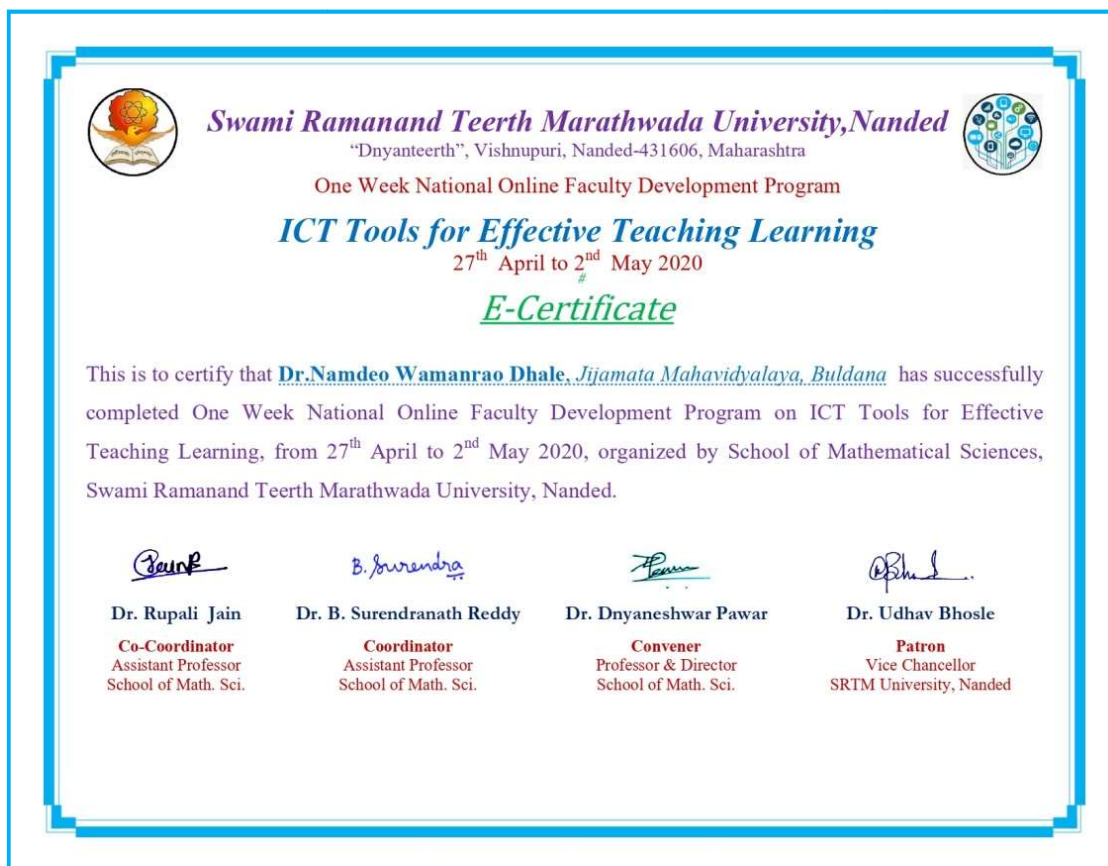 Swami Ramanand Teerth Marathwada University,Nanded
“Dnyanteerth”, Vishnupuri, Nanded-431606, Maharashtra
One Week National Online Faculty Development Program
ICT Tools for Effective Teaching Learning
27th April to 2nd May 2020
#
E-Certificate
This is to certify that Dr.Namdeo Wamanrao Dhale, Jijamata Mahavidyalaya, Buldana has successfully
completed One Week National Online Faculty Development Program on ICT Tools for Effective
Teaching Learning, from 27th April to 2nd May 2020, organized by School of Mathematical Sciences,
Swami Ramanand Teerth Marathwada University, Nanded.
B. Surendra
Dr. Rupali Jain Dr. B. Surendranath Reddy Dr. Dnyaneshwar Pawar Dr. Udhav Bhosle
Co-Coordinator Coordinator Convener Patron
Assistant Professor Assistant Professor Professor & Director Vice Chancellor
School of Math. Sci. School of Math. Sci. School of Math. Sci. SRTM University, Nanded